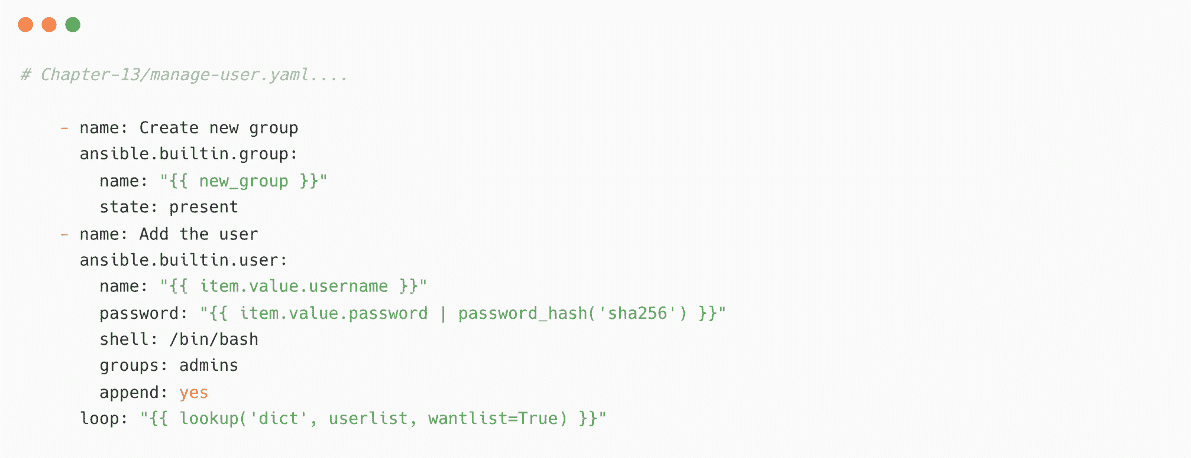 # Chapter-13/manage-user.yaml....
- name: Create new group
ansible.builtin.group:
name: "{{ new_group }}"
state: present
- name: Add the user
ansible.builtin.user:
name: "{{ item.value.username }}"
password: "{{ item.value.password | password_hash('sha256') }}"
shell: /bin/bash
groups: admins
append: yes
loop: "{{ lookup('dict', userlist, wantlist=True) }}"